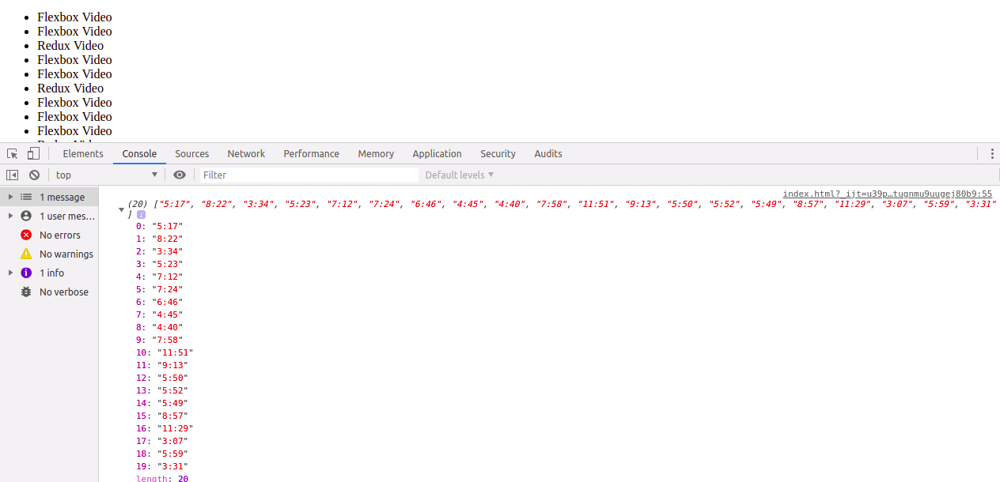 Flexbox Video
Flexbox Video
Redux Video
Flexbox Video
Flexbox Video
Redux Video
Flexbox Video
Flexbox Video
Flexbox Video
Elements Console Sources Network Performance Memory Application Security Audits
top Filter Default levels
1 message
1 user mes...
No errors
No warnings
1 info
No verbose
index.html?_ijt=u39p…tugnmu9uugej80b9:55
(20) ["5:17", "8:22", "3:34", "5:23", "7:12", "7:24", "6:46", "4:45", "4:40", "7:58", "11:51", "9:13", "5:50", "5:52", "5:49", "8:57", "11:29", "3:07", "5:59", "3:31"
] i
0: "5:17"
1: "8:22"
2: "3:34"
3: "5:23"
4: "7:12"
5: "7:24"
6: "6:46"
7: "4:45"
8: "4:40"
9: "7:58"
10: "11:51"
11: "9:13"
12: "5:50"
13: "5:52"
14: "5:49"
15: "8:57"
16: "11:29"
17: "3:07"
18: "5:59"
19: "3:31"
length: 20